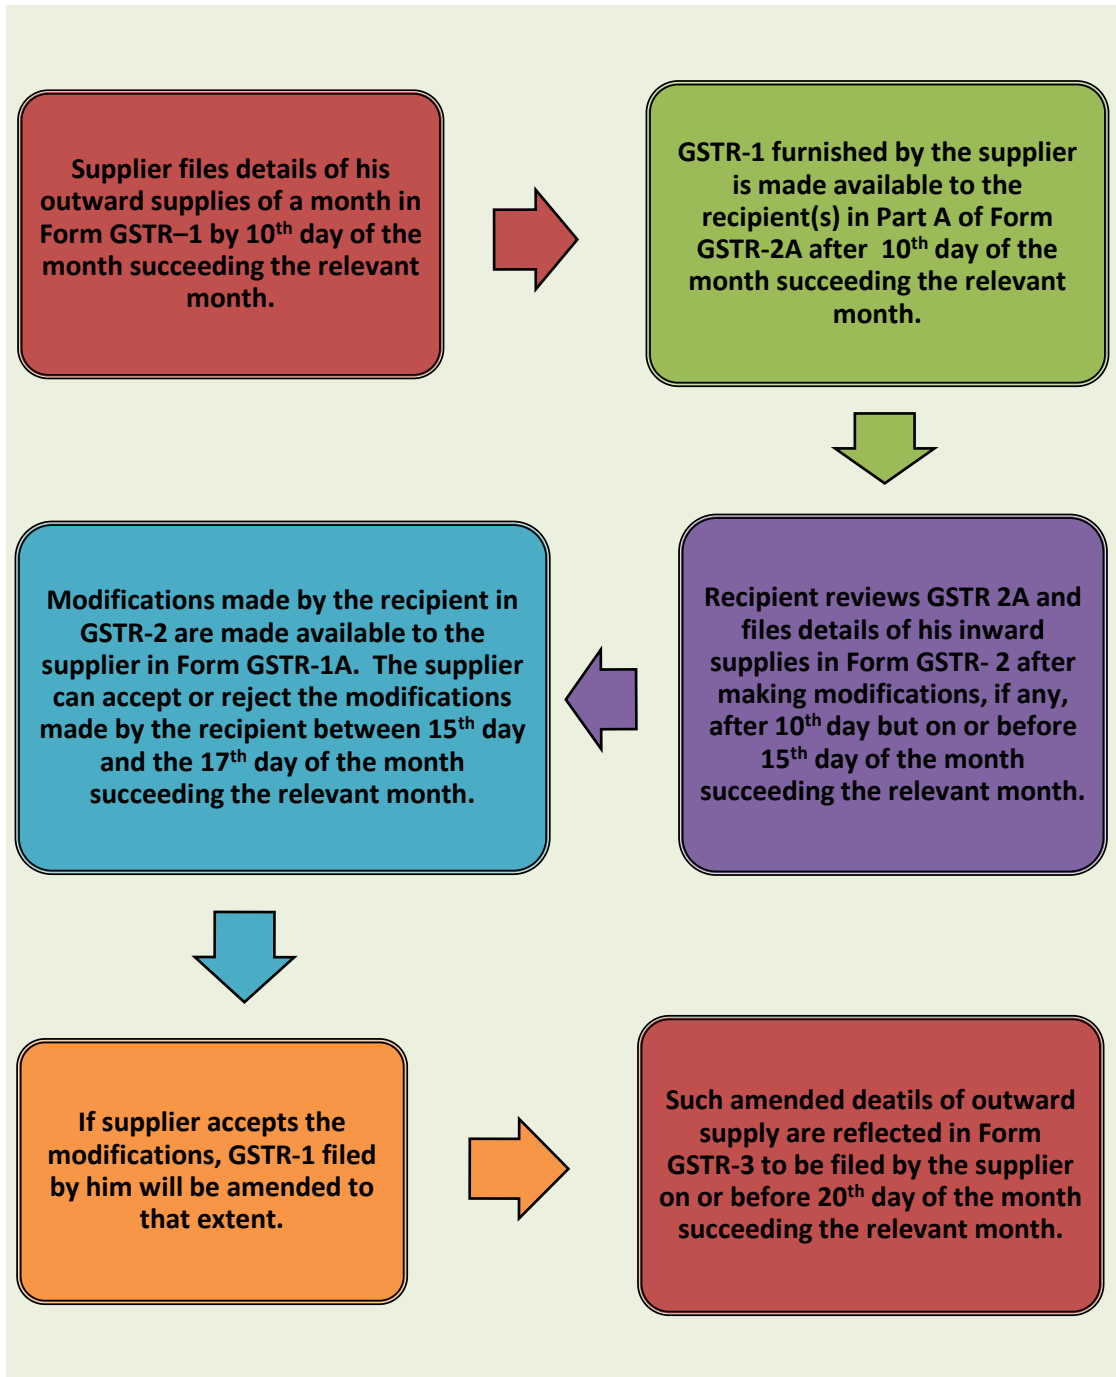 Supplier files details of his
outward supplies of a month in
Form GSTR–1 by 10th day of the
month succeeding the relevant
month.
GSTR-1 furnished by the supplier
is made available to the
recipient(s) in Part A of Form
GSTR-2A after 10th day of the
month succeeding the relevant
month.
Recipient reviews GSTR 2A and
files details of his inward
supplies in Form GSTR- 2 after
making modifications, if any,
after 10th day but on or before
15th day of the month
succeeding the relevant month.
Modifications made by the recipient in
GSTR-2 are made available to the
supplier in Form GSTR-1A. The supplier
can accept or reject the modifications
made by the recipient between 15th day
and the 17th day of the month
succeeding the relevant month.
If supplier accepts the
modifications, GSTR-1 filed
by him will be amended to
that extent.
Such amended deatils of outward
supply are reflected in Form
GSTR-3 to be filed by the supplier
on or before 20th day of the month
succeeding the relevant month.